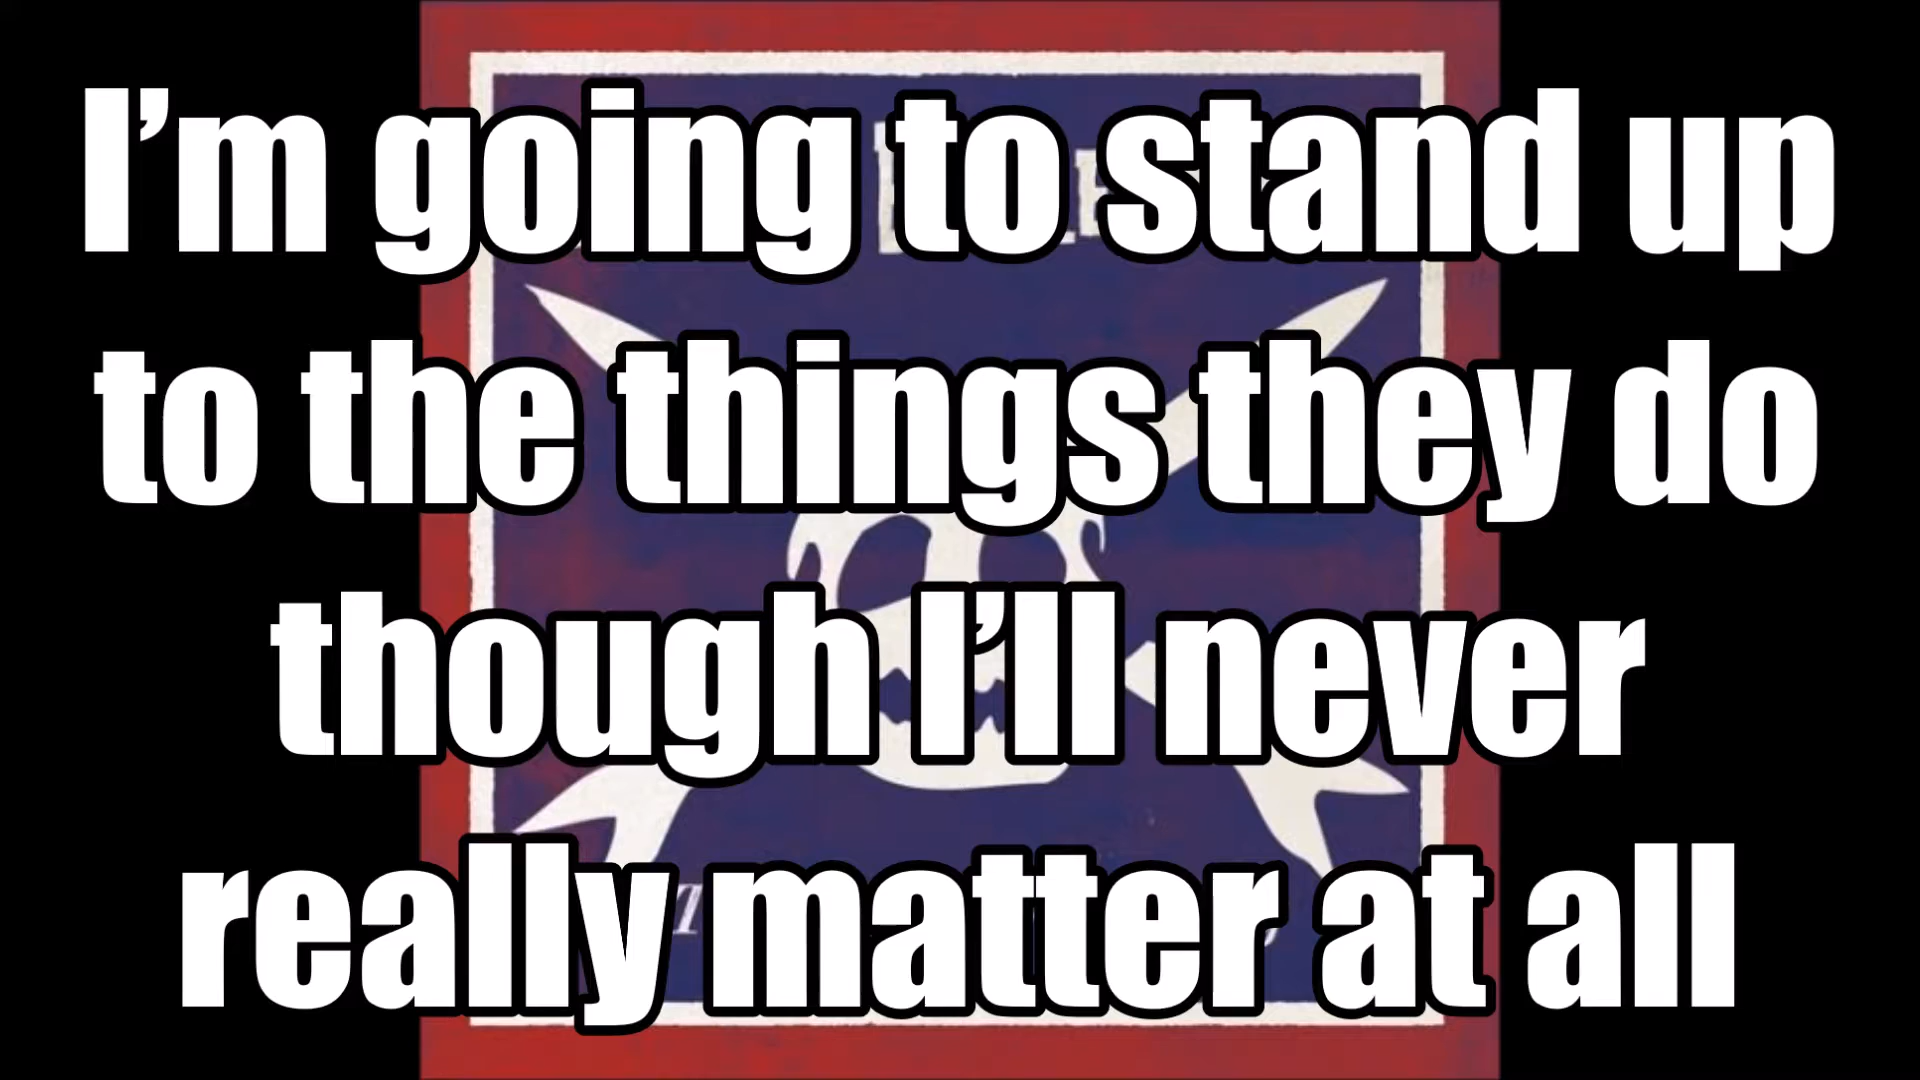 I’m going to stand up
to the things they do
though I’ll never
really matter at all